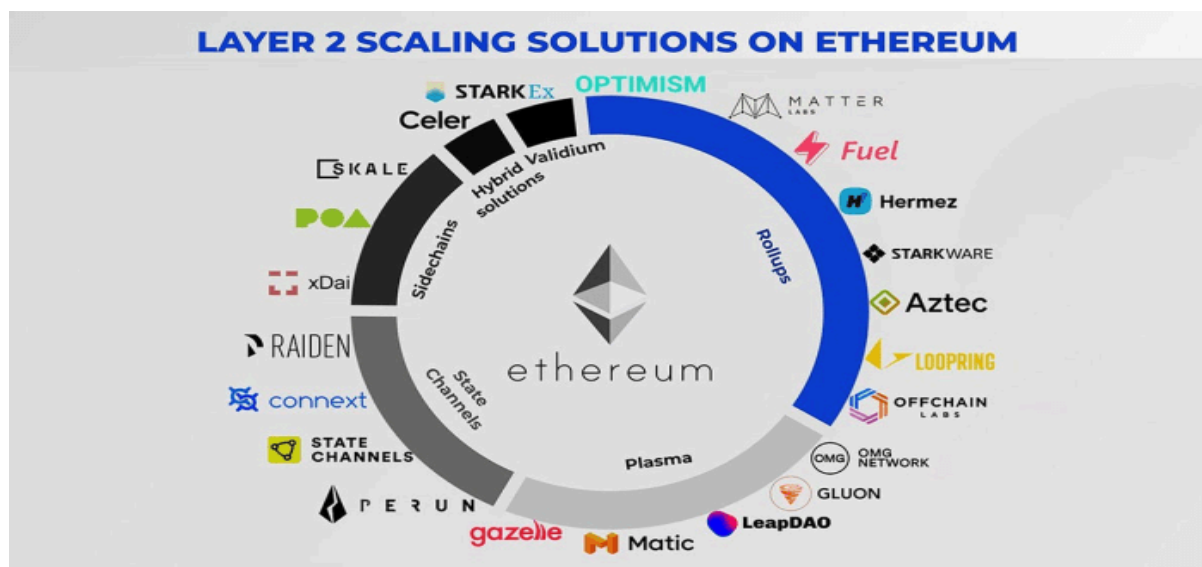 LAYER 2 SCALING SOLUTIONS ON ETHEREUM
STARKEx
OPTIMISM
Celer
MATTER
LABS
Fuel
SKALE
Hybrid
solutions
Validium
Hermez
POA
Sidechains
Rollups
STARKWARE
xDai
Aztec
RAIDEN
ethereum
LOOPRING
State
Channels
connext
OFFCHAIN
LABS
STATE
CHANNELS
Plasma
OMG
OMG
NETWORK
PERUN
GLUON
gazelle
Matic
LeapDAO